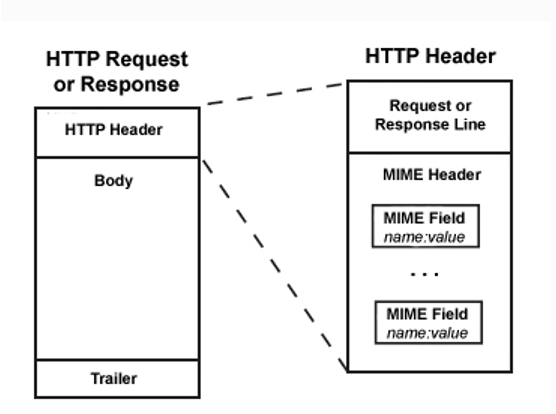 HTTP Request
or Response
HTTP Header
Body
Trailer
HTTP Header
Request or
Response Line
MIME Header
MIME Field
name:value
...
MIME Field
name:value